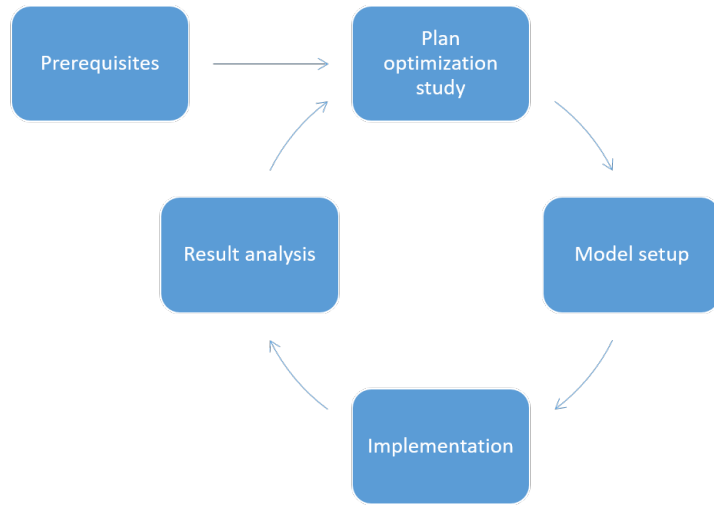 Prerequisites
Plan
optimization
study
Result analysis
Model setup
Implementation